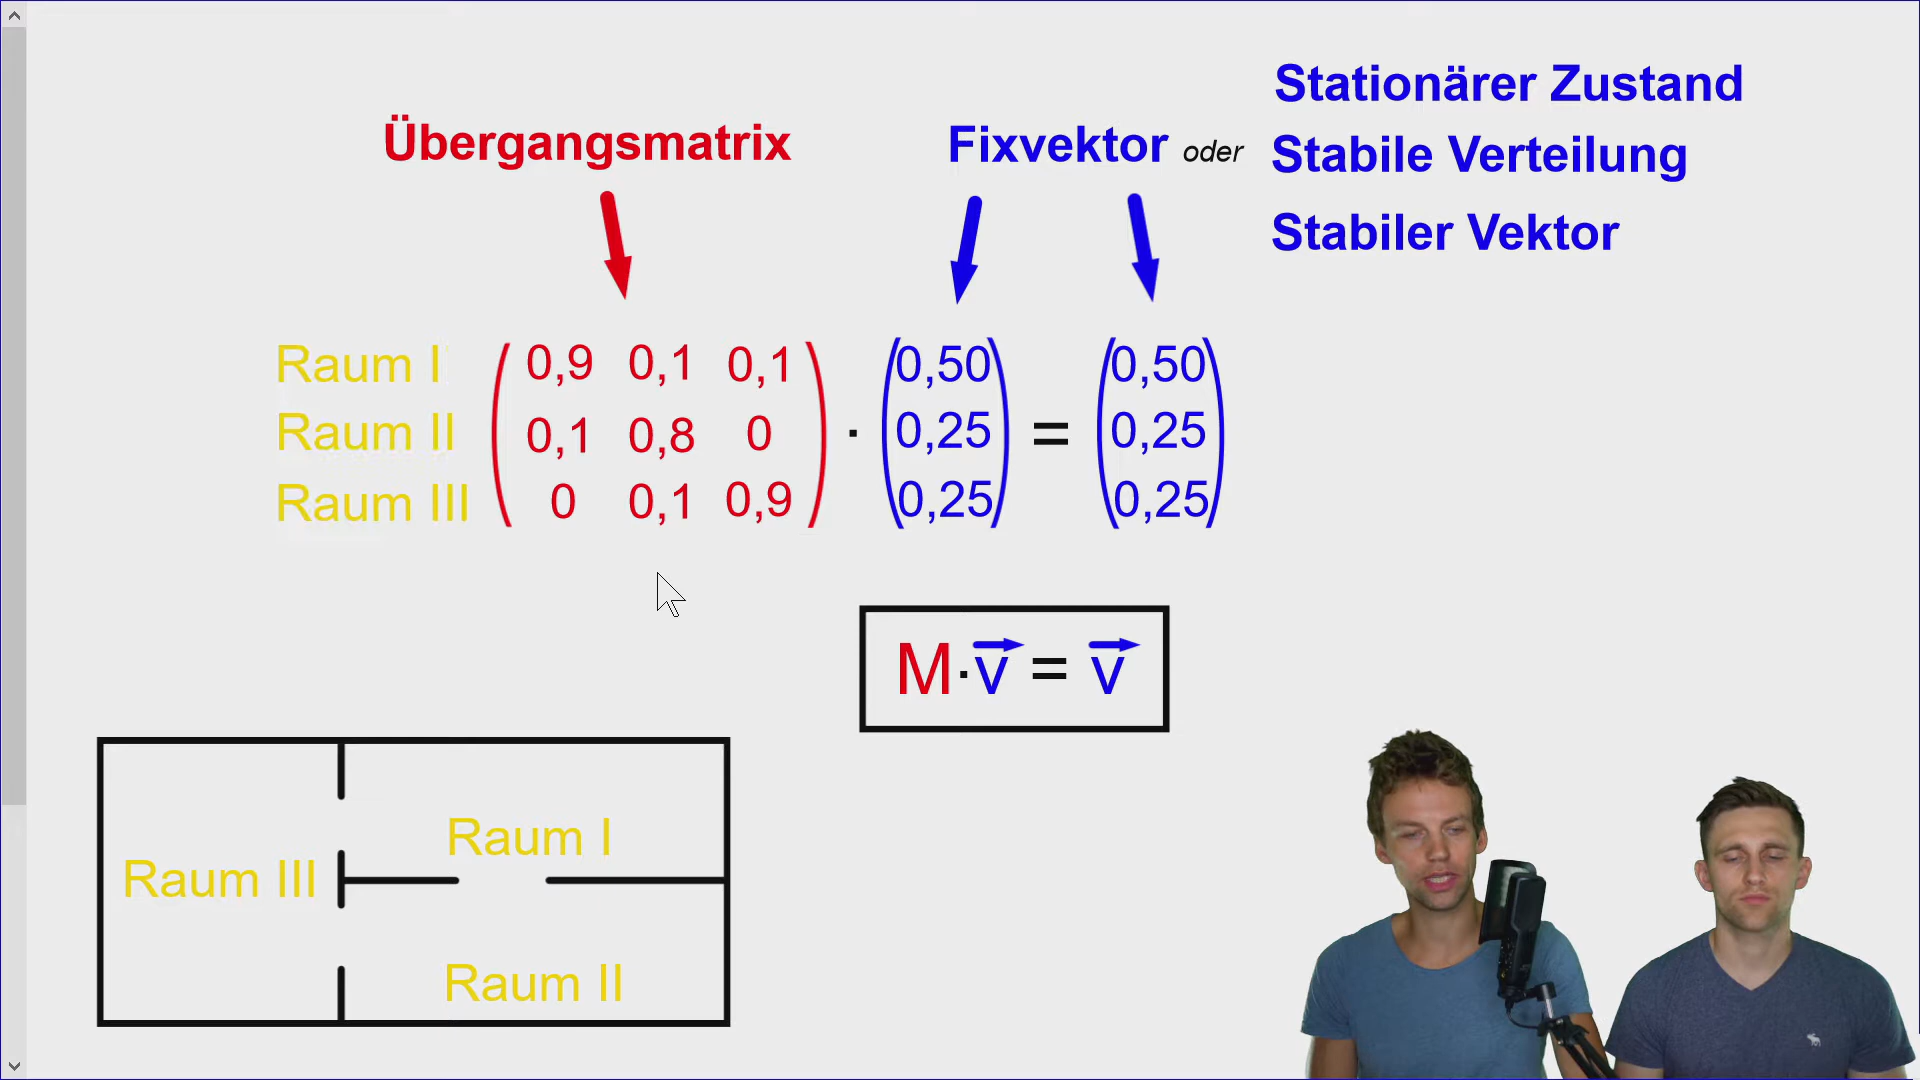 Stationärer Zustand
Übergangsmatrix Fixvektor oder Stabile Verteilung
Stabiler Vektor
Raum I 0,9 0,1 0,1 0,50 0,50
Raum II 0,1 0,8 0 · 0,25 = 0,25
Raum III 0 0,1 0,9 0,25 0,25
M·v = v
Raum I
Raum III
Raum II